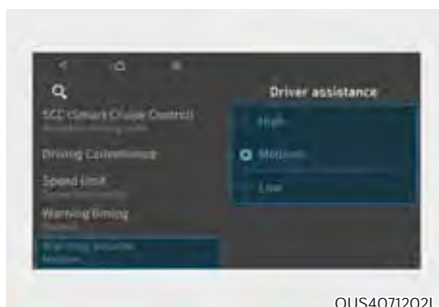 Driver assistance
SCC (Smart Cruise Control)
High
Driving Convenience
Medium
Speed Limit
Low
Warning Timing
Warning Volume
Medium
OUS4071202L